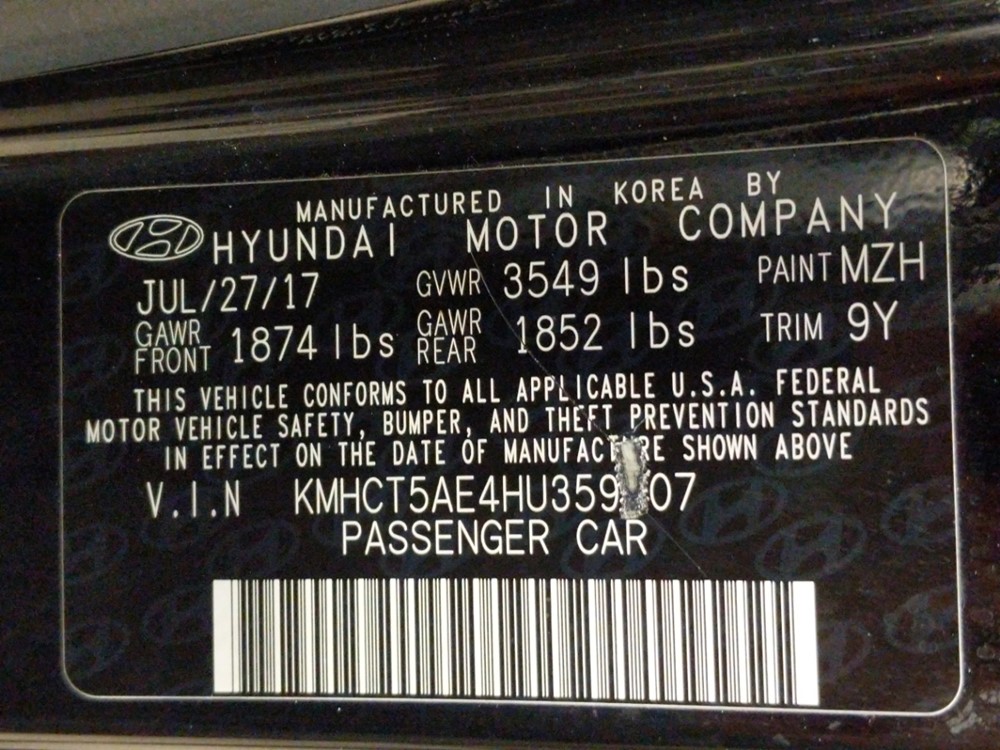 MANUFACTURED IN KOREA BY
HYUNDAI MOTOR COMPANY
JUL/27/17 GVWR 3549 lbs PAINT MZH
GAWR FRONT 1874 lbs GAWR REAR 1852 lbs TRIM 9Y
THIS VEHICLE CONFORMS TO ALL APPLICABLE U.S.A. FEDERAL
MOTOR VEHICLE SAFETY, BUMPER, AND THEFT PREVENTION STANDARDS
IN EFFECT ON THE DATE OF SHOWN ABOVE
V.I.N
PASSENGER CAR